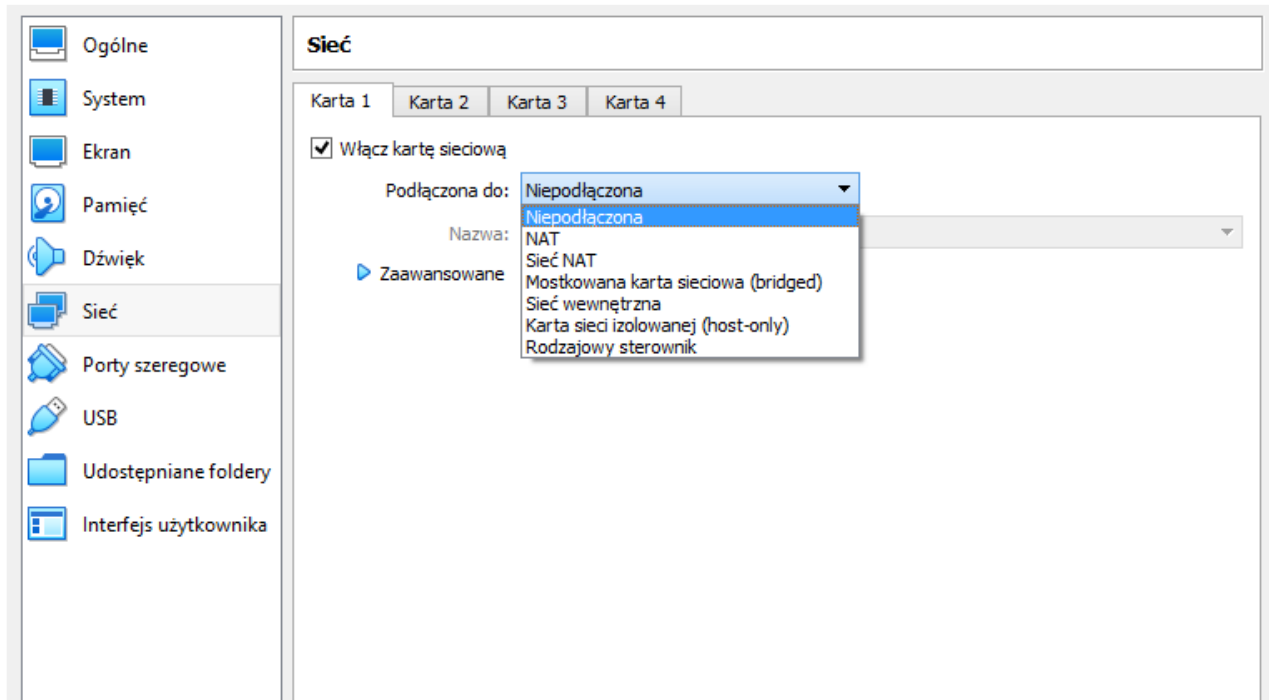 Ogólne
System
Ekran
Pamięć
Dźwięk
Sieć
Porty szeregowe
USB
Udostępniane foldery
Interfejs użytkownika
Sieć
Karta 1 Karta 2 Karta 3 Karta 4
Włącz kartę sieciową
Podłączona do: Niepodłączona
Niepodłączona
Nazwa:
NAT
Sieć NAT
Zaawansowane
Mostkowana karta sieciowa (bridged)
Sieć wewnętrzna
Karta sieci izolowanej (host-only)
Rodzajowy sterownik